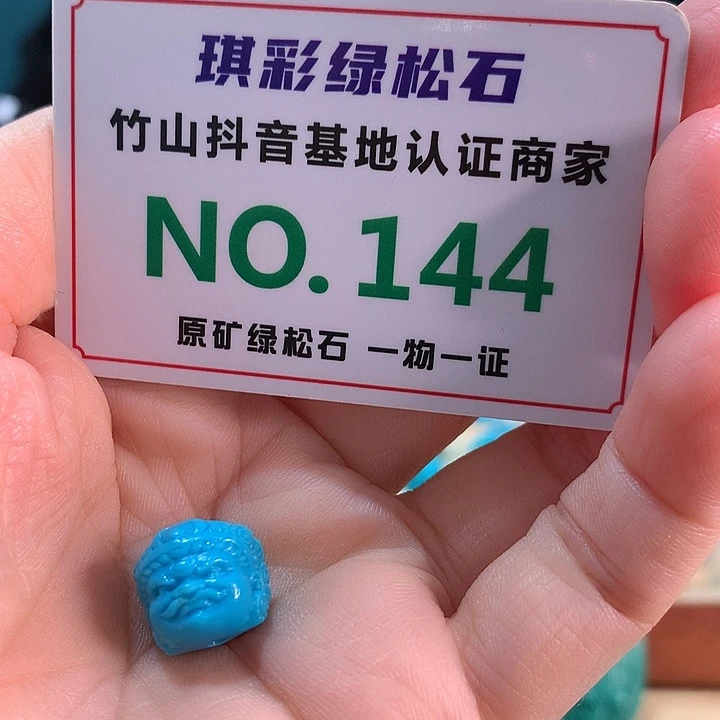 琪彩绿松石
竹山抖音基地认证商家
NO.144
原矿绿松石 一物一证